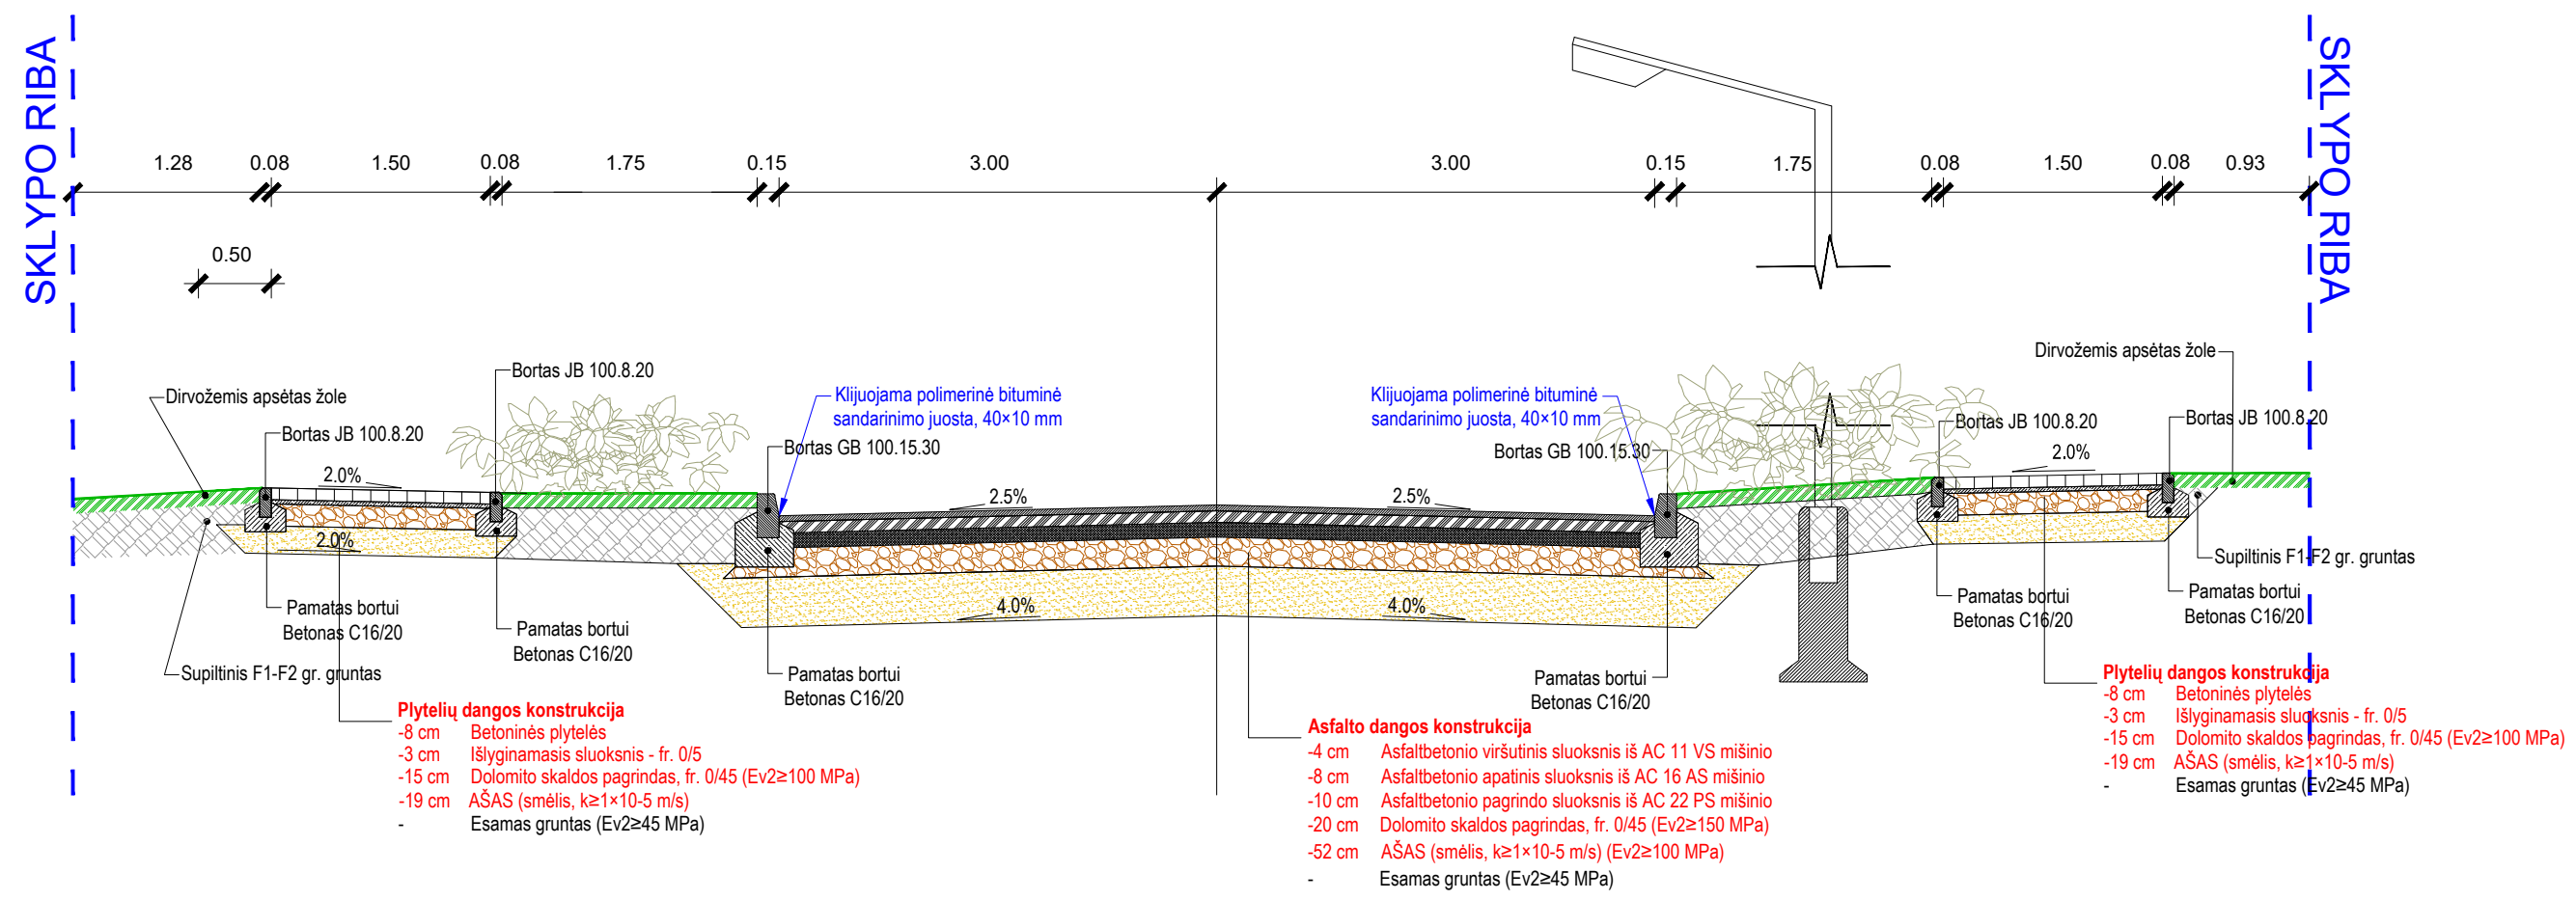 SKLYPO RIBA
SKLYPO RIBA
1.28 0.08 1.50 0.08 1.75 0.15 3.00 3.00 0.15 1.75 0.08 1.50 0.08 0.93
0.50
Dirvožemis apsėtas žole
Bortas JB 100.8.20
Bortas JB 100.8.20
Klijuojama polimerinė bituminė
sandarinimo juosta, 40×10 mm
Bortas GB 100.15.30
Klijuojama polimerinė bituminė
sandarinimo juosta, 40×10 mm
Bortas GB 100.15.30
Dirvožemis apsėtas žole
Bortas JB 100.8.20
Bortas JB 100.8.20
2.0%
2.5%
2.5%
2.0%
2.0%
4.0%
4.0%
Supiltinis F1-F2 gr. gruntas
Pamatas bortui
Betonas C16/20
Pamatas bortui
Betonas C16/20
Pamatas bortui
Betonas C16/20
Pamatas bortui
Betonas C16/20
Pamatas bortui
Betonas C16/20
Pamatas bortui
Betonas C16/20
Supiltinis F1-F2 gr. gruntas
Plytelių dangos konstrukcija
-8 cm Betoninės plytelės
-3 cm Išlyginamasis sluoksnis - fr. 0/5
-15 cm Dolomito skaldos pagrindas, fr. 0/45 (Ev2≥100 MPa)
-19 cm AŠAS (smėlis, k≥1×10-5 m/s)
- Esamas gruntas (Ev2≥45 MPa)
Asfalto dangos konstrukcija
-4 cm Asfaltbetonio viršutinis sluoksnis iš AC 11 VS mišinio
-8 cm Asfaltbetonio apatinis sluoksnis iš AC 16 AS mišinio
-10 cm Asfaltbetonio pagrindo sluoksnis iš AC 22 PS mišinio
-20 cm Dolomito skaldos pagrindas, fr. 0/45 (Ev2≥150 MPa)
-52 cm AŠAS (smėlis, k≥1×10-5 m/s) (Ev2≥100 MPa)
- Esamas gruntas (Ev2≥45 MPa)
Plytelių dangos konstrukcija
-8 cm Betoninės plytelės
-3 cm Išlyginamasis sluoksnis - fr. 0/5
-15 cm Dolomito skaldos pagrindas, fr. 0/45 (Ev2≥100 MPa)
-19 cm AŠAS (smėlis, k≥1×10-5 m/s)
- Esamas gruntas (Ev2≥45 MPa)